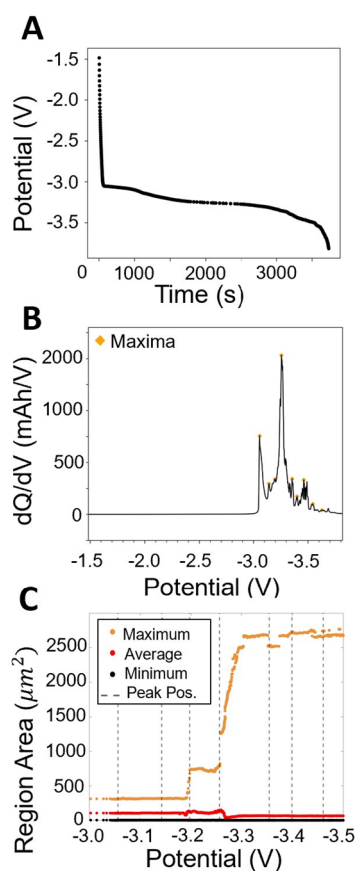 A
Potential (V)
-1.5
-2.0
-2.5
-3.0
-3.5
0
1000
2000
3000
Time (s)
B
Maxima
dQ/dV (mAh/V)
2000
1000
500
0
-1.5
-2.0
-2.5
-3.0
-3.5
Potential (V)
C
Maximum
Average
Minimum
Peak Pos.
Region Area (μm²)
2500
2000
1500
1000
500
0
-3.0
-3.1
-3.2
-3.3
-3.4
-3.5
Potential (V)